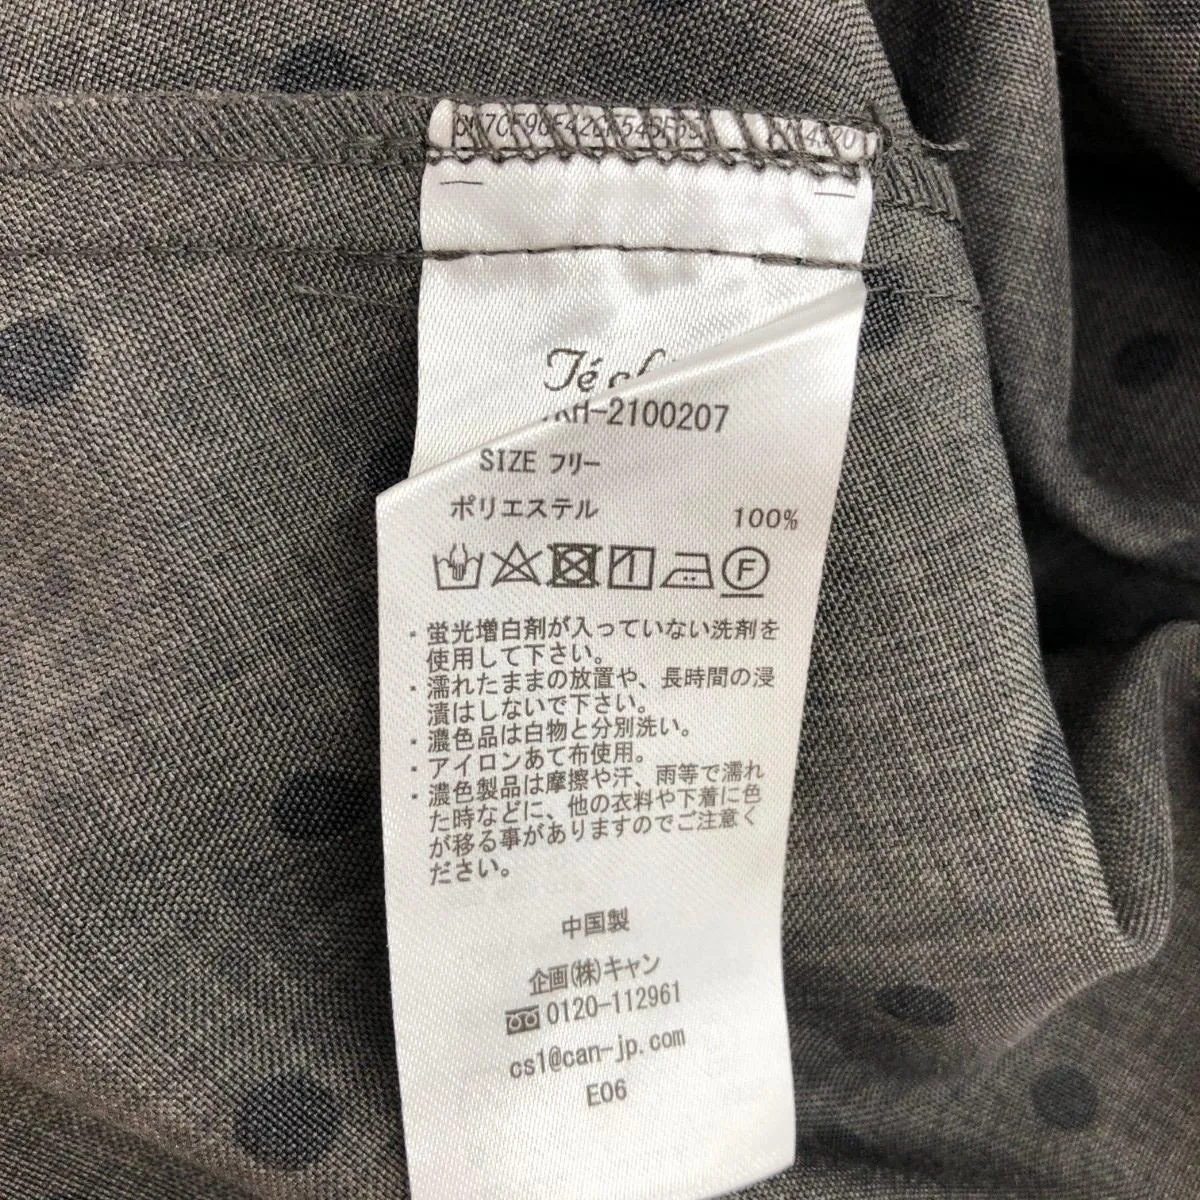 SIZE フリー
ポリエステル 100%
F
・蛍光増白剤が入っていない洗剤を
使用して下さい。
・濡れたままの放置や、長時間の浸
漬はしないで下さい。
・濃色品は白物と分別洗い。
・アイロンあて布使用。
・濃色製品は摩擦や汗、雨等で濡れ
た時などに、他の衣料や下着に色
が移る事がありますのでご注意く
ださい。
中国製
企画(株)キャン
0120-112961
cs1@can-jp.com
E06